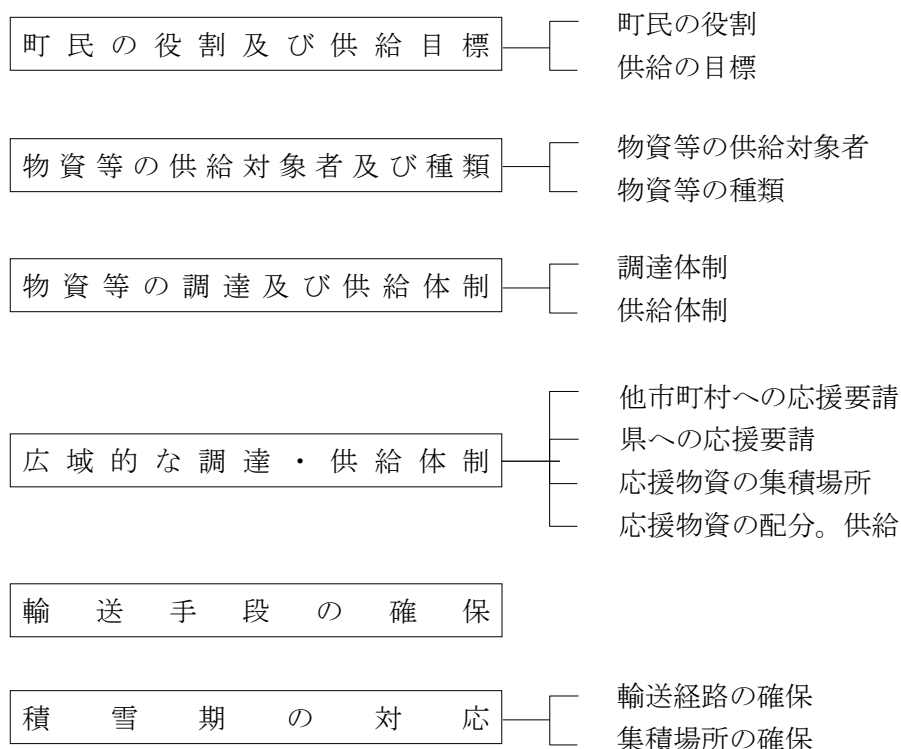 町民の役割及び供給目標
町民の役割
供給の目標
物資等の供給対象者及び種類
物資等の供給対象者
物資等の種類
物資等の調達及び供給体制
調達体制
供給体制
広域的な調達・供給体制
他市町村への応援要請
県への応援要請
応援物資の集積場所
応援物資の配分。供給
輸送手段の確保
積雪期の対応
輸送経路の確保
集積場所の確保